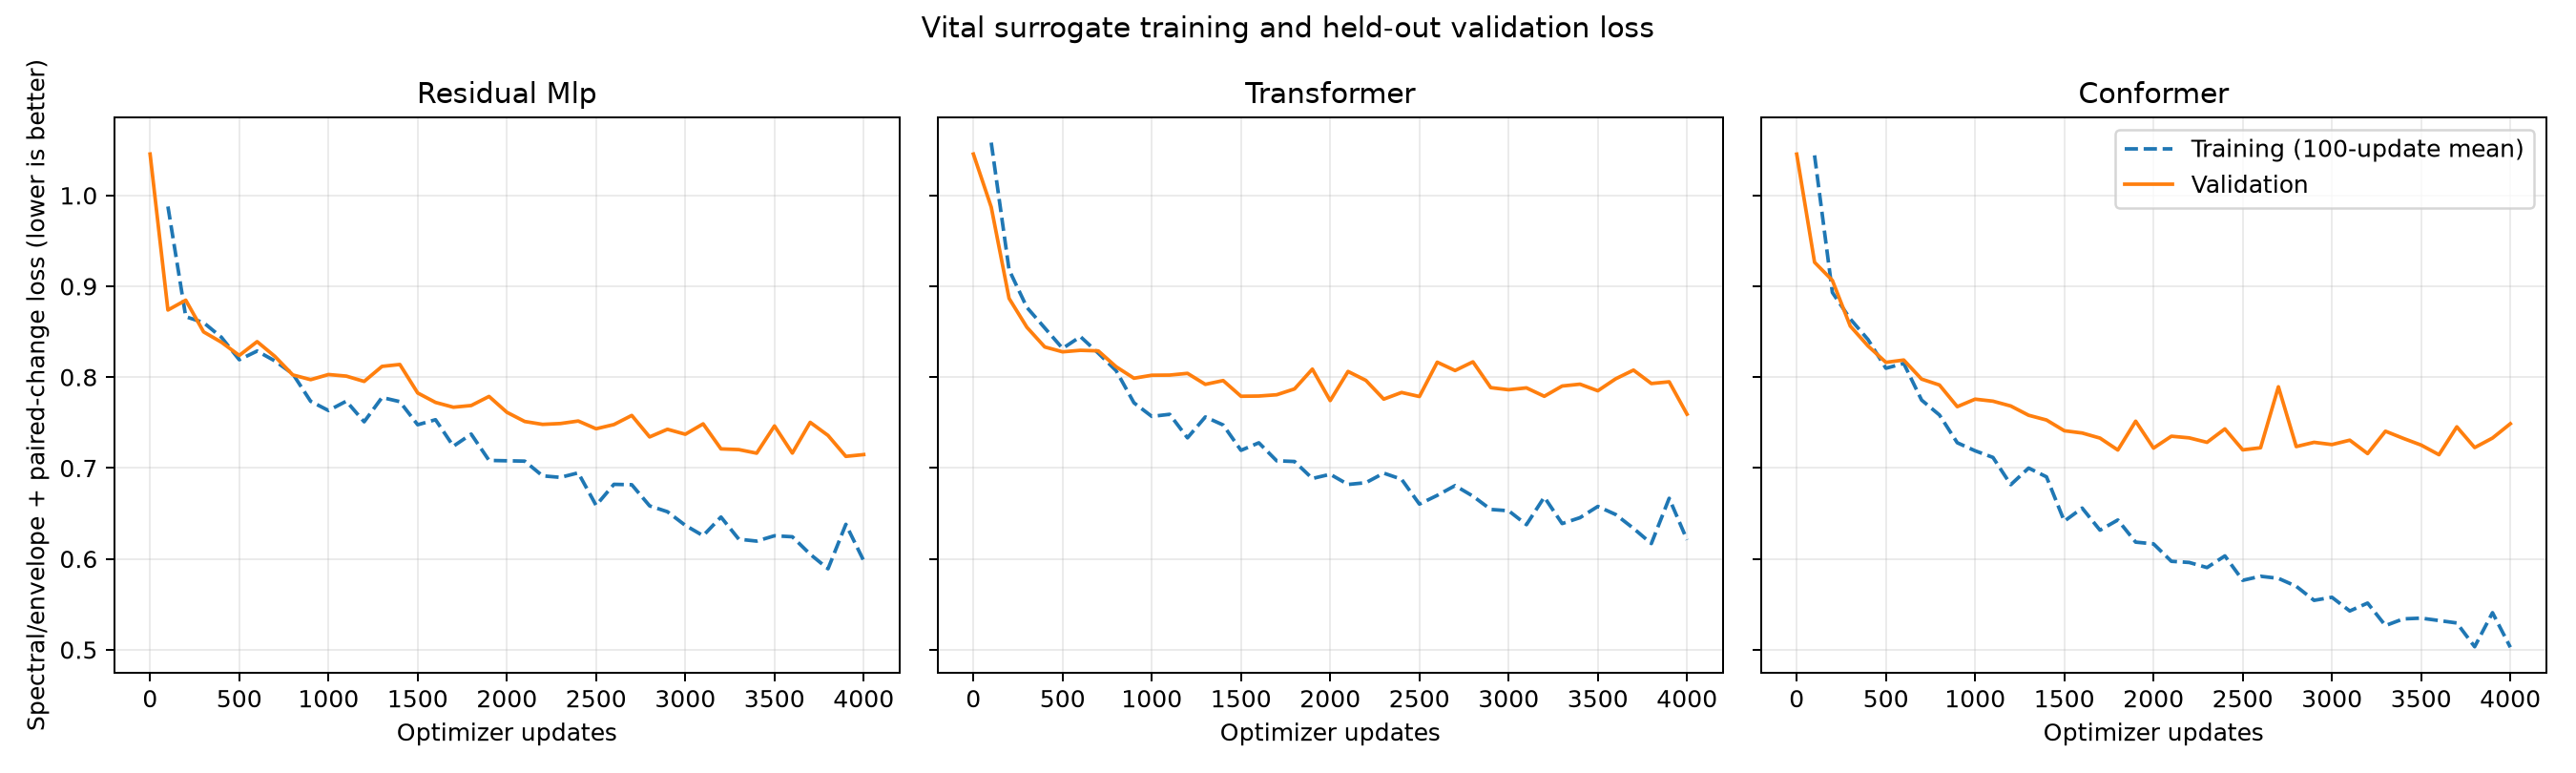 Vital surrogate training and held-out validation loss
Spectral/envelope + paired-change loss (lower is better)
Residual Mlp
1.0
0.9
0.8
0.7
0.6
0.5
0 500 1000 1500 2000 2500 3000 3500 4000
Optimizer updates
Transformer
0 500 1000 1500 2000 2500 3000 3500 4000
Optimizer updates
Conformer
Training (100-update mean)
Validation
0 500 1000 1500 2000 2500 3000 3500 4000
Optimizer updates